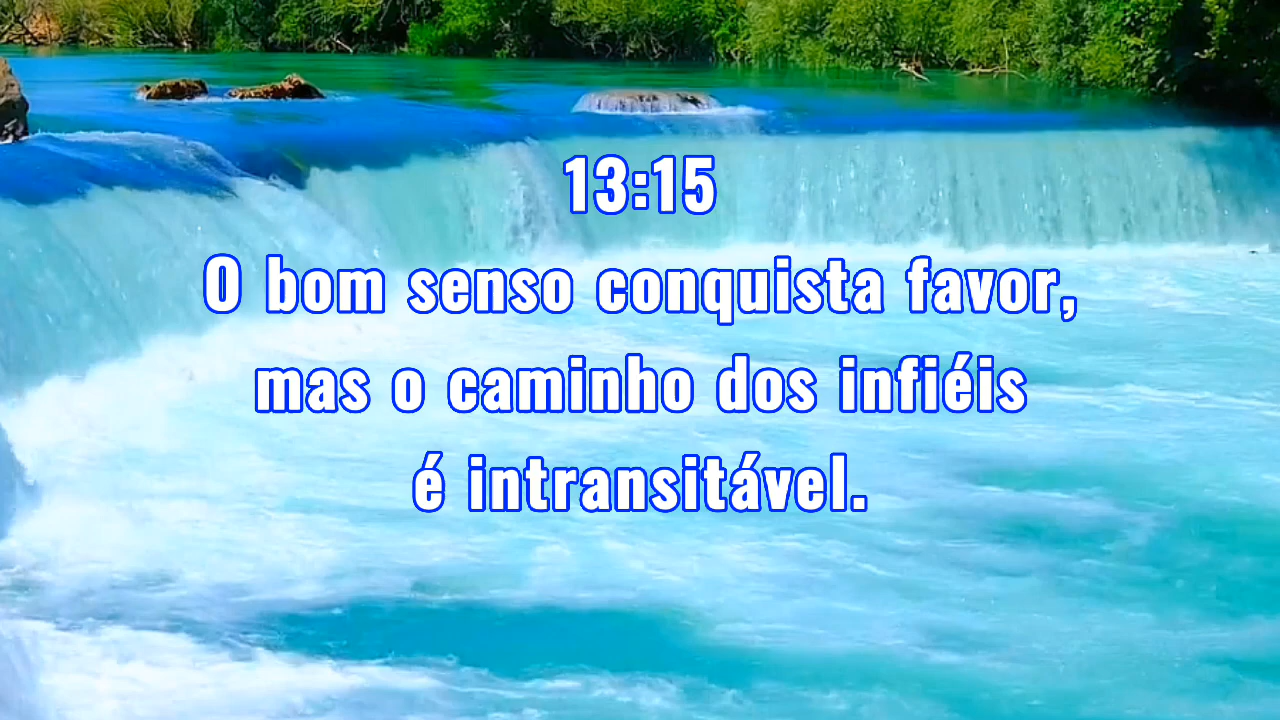 13:15
O bom senso conquista favor,
mas o caminho dos infiéis
é intransitável.